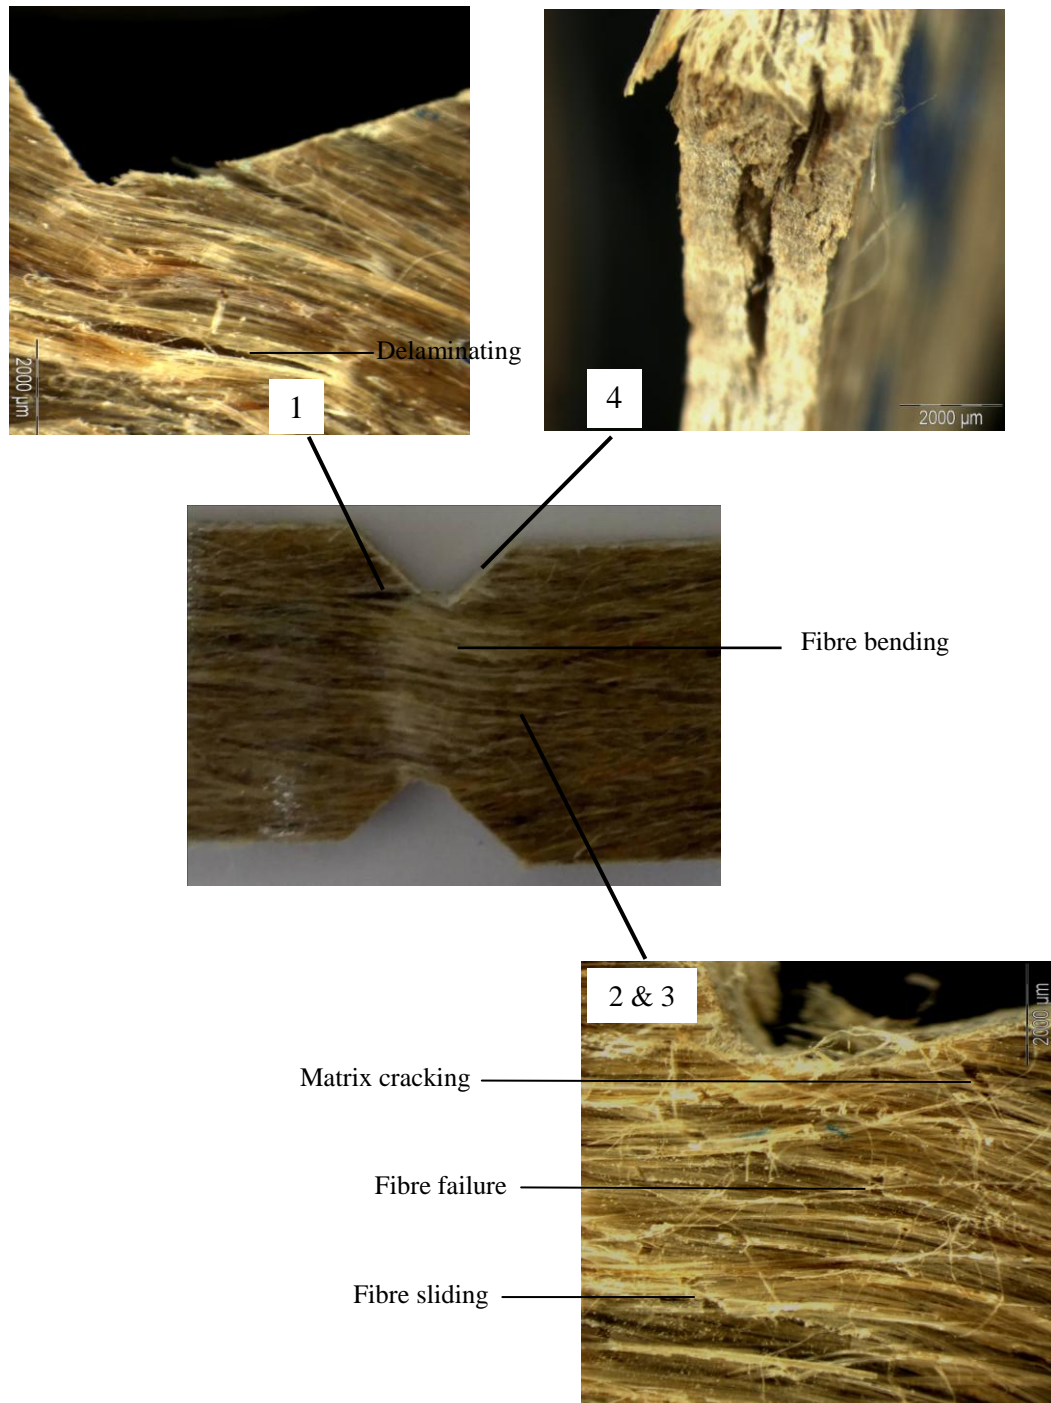 Delaminating
2000 µm
1
4
2000 µm
Fibre bending
2 & 3
2000 µm
Matrix cracking
Fibre failure
Fibre sliding